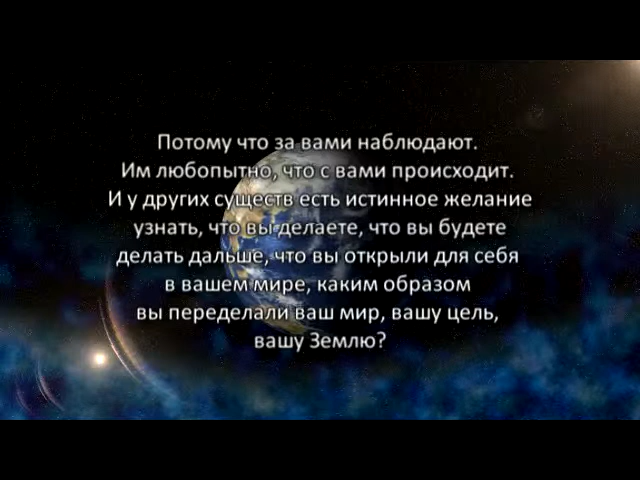 Потому что за вами наблюдают.
Им любопытно, что с вами происходит.
И у других существ есть истинное желание
узнать, что вы делаете, что вы будете
делать дальше, что вы открыли для себя
в вашем мире, каким образом
вы переделали ваш мир, вашу цель,
вашу Землю?